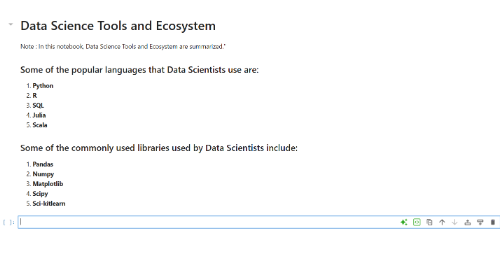 Data Science Tools and Ecosystem
Note : In this notebook, Data Science Tools and Ecosystem are summarized."
Some of the popular languages that Data Scientists use are:
1. Python
2. R
3. SQL
4. Julia
5. Scala
Some of the commonly used libraries used by Data Scientists include:
1. Pandas
2. Numpy
3. Matplotlib
4. Scipy
5. Sci-kitlearn
[ ]: